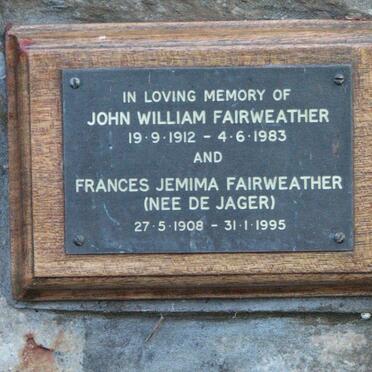 IN LOVING MEMORY OF
JOHN WILLIAM FAIRWEATHER
19·9·1912 - 4·6·1983
AND
FRANCES JEMIMA FAIRWEATHER
(NEE DE JAGER)
27·5·1908 - 31·1·1995